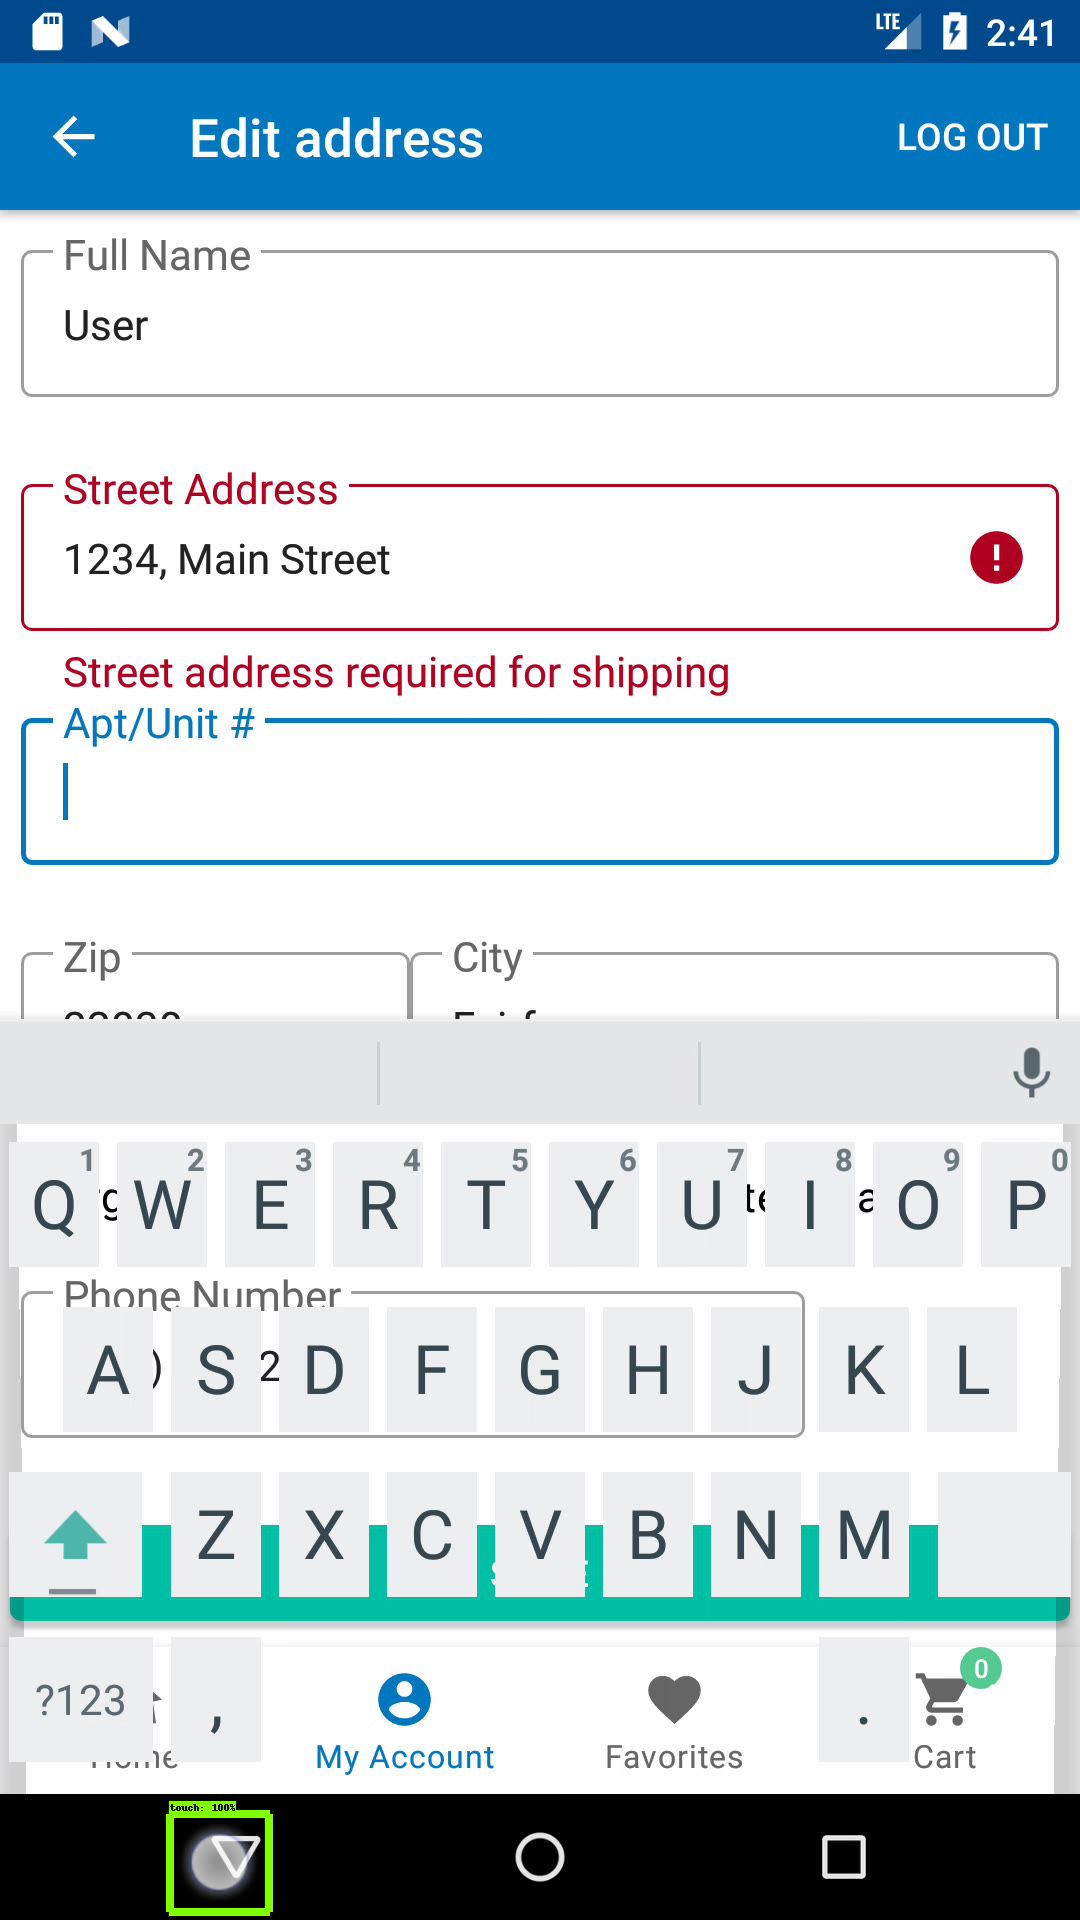 LTE 2:41
Edit address LOG OUT
Full Name
User
Street Address
1234, Main Street
Street address required for shipping
Apt/Unit #
Zip City
1 2 3 4 5 6 7 8 9 0
Q W E R T Y U I O P
Phone Number
A S D F G H J K L
Z X C V B N M
?123 , .
0
Home My Account Favorites Cart
touch: 100%